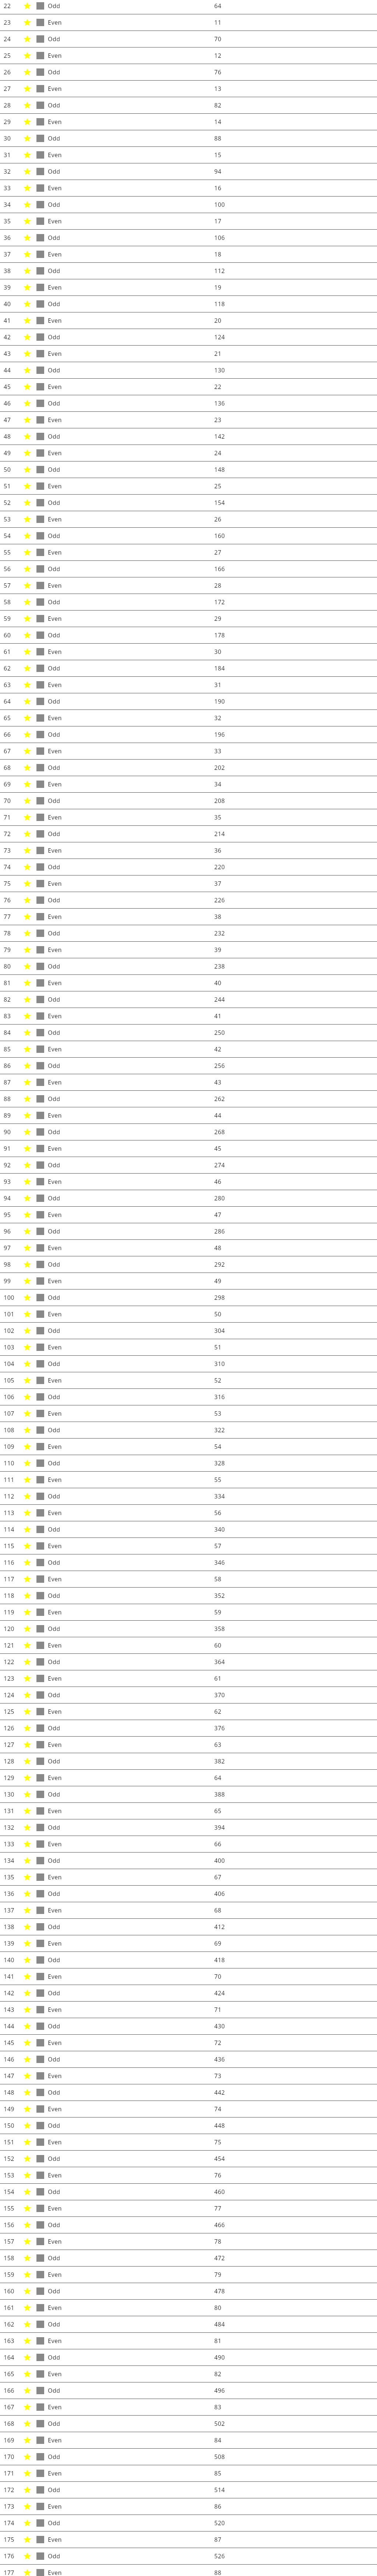 22 Odd 64
23 Even 11
24 Odd 70
25 Even 12
26 Odd 76
27 Even 13
28 Odd 82
29 Even 14
30 Odd 88
31 Even 15
32 Odd 94
33 Even 16
34 Odd 100
35 Even 17
36 Odd 106
37 Even 18
38 Odd 112
39 Even 19
40 Odd 118
41 Even 20
42 Odd 124
43 Even 21
44 Odd 130
45 Even 22
46 Odd 136
47 Even 23
48 Odd 142
49 Even 24
50 Odd 148
51 Even 25
52 Odd 154
53 Even 26
54 Odd 160
55 Even 27
56 Odd 166
57 Even 28
58 Odd 172
59 Even 29
60 Odd 178
61 Even 30
62 Odd 184
63 Even 31
64 Odd 190
65 Even 32
66 Odd 196
67 Even 33
68 Odd 202
69 Even 34
70 Odd 208
71 Even 35
72 Odd 214
73 Even 36
74 Odd 220
75 Even 37
76 Odd 226
77 Even 38
78 Odd 232
79 Even 39
80 Odd 238
81 Even 40
82 Odd 244
83 Even 41
84 Odd 250
85 Even 42
86 Odd 256
87 Even 43
88 Odd 262
89 Even 44
90 Odd 268
91 Even 45
92 Odd 274
93 Even 46
94 Odd 280
95 Even 47
96 Odd 286
97 Even 48
98 Odd 292
99 Even 49
100 Odd 298
101 Even 50
102 Odd 304
103 Even 51
104 Odd 310
105 Even 52
106 Odd 316
107 Even 53
108 Odd 322
109 Even 54
110 Odd 328
111 Even 55
112 Odd 334
113 Even 56
114 Odd 340
115 Even 57
116 Odd 346
117 Even 58
118 Odd 352
119 Even 59
120 Odd 358
121 Even 60
122 Odd 364
123 Even 61
124 Odd 370
125 Even 62
126 Odd 376
127 Even 63
128 Odd 382
129 Even 64
130 Odd 388
131 Even 65
132 Odd 394
133 Even 66
134 Odd 400
135 Even 67
136 Odd 406
137 Even 68
138 Odd 412
139 Even 69
140 Odd 418
141 Even 70
142 Odd 424
143 Even 71
144 Odd 430
145 Even 72
146 Odd 436
147 Even 73
148 Odd 442
149 Even 74
150 Odd 448
151 Even 75
152 Odd 454
153 Even 76
154 Odd 460
155 Even 77
156 Odd 466
157 Even 78
158 Odd 472
159 Even 79
160 Odd 478
161 Even 80
162 Odd 484
163 Even 81
164 Odd 490
165 Even 82
166 Odd 496
167 Even 83
168 Odd 502
169 Even 84
170 Odd 508
171 Even 85
172 Odd 514
173 Even 86
174 Odd 520
175 Even 87
176 Odd 526
177 Even 88